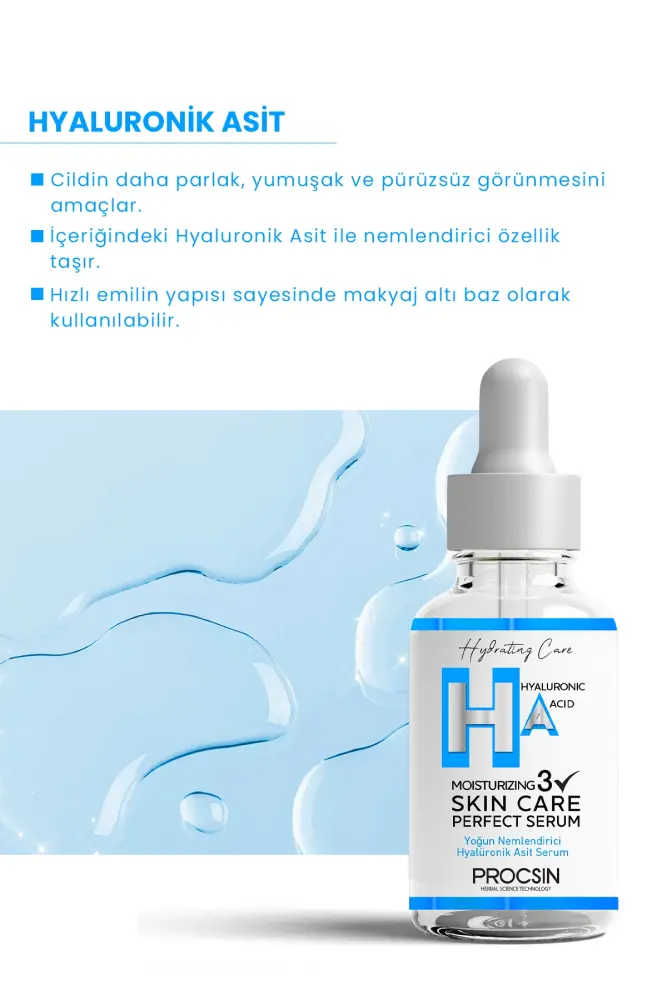 HYALURONİK ASİT
Cildin daha parlak, yumuşak ve pürüzsüz görünmesini
amaçlar.
İçeriğindeki Hyaluronik Asit ile nemlendirici özellik
taşır.
Hızlı emilin yapısı sayesinde makyaj altı baz olarak
kullanılabilir.
Hydrating Care
HA
HYALURONIC
ACID
MOISTURIZING 3
SKIN CARE
PERFECT SERUM
Yoğun Nemlendirici
Hyalüronik Asit Serum
PROCSIN
HERBAL SCIENCE TECHNOLOGY